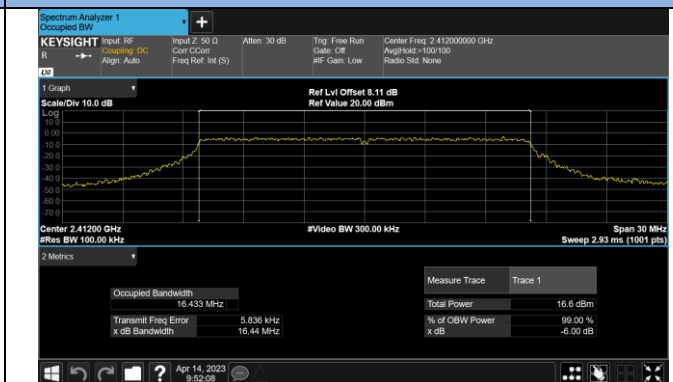 Spectrum Analyzer 1
Occupied BW
KEYSIGHT Input: RF Input Z: 50 Ω Atten: 30 dB Trig: Free Run Center Freq: 2.412000000 GHz
R Coupling: DC Corr CCorr Gate: Off Avg|Hold:>100/100
Align: Auto Freq Ref: Int (S) #IF Gain: Low Radio Std: None
LXI
1 Graph
Ref Lvl Offset 8.11 dB
Scale/Div 10.0 dB Ref Value 20.00 dBm
Log
10.0
0.00
-10.0
-20.0
-30.0
-40.0
-50.0
-60.0
-70.0
Center 2.41200 GHz #Video BW 300.00 kHz Span 30 MHz
#Res BW 100.00 kHz Sweep 2.93 ms (1001 pts)
2 Metrics
Measure Trace Trace 1
Occupied Bandwidth
16.433 MHz Total Power 16.6 dBm
Transmit Freq Error 5.836 kHz % of OBW Power 99.00 %
x dB Bandwidth 16.44 MHz x dB -6.00 dB
Apr 14, 2023
9:52:08